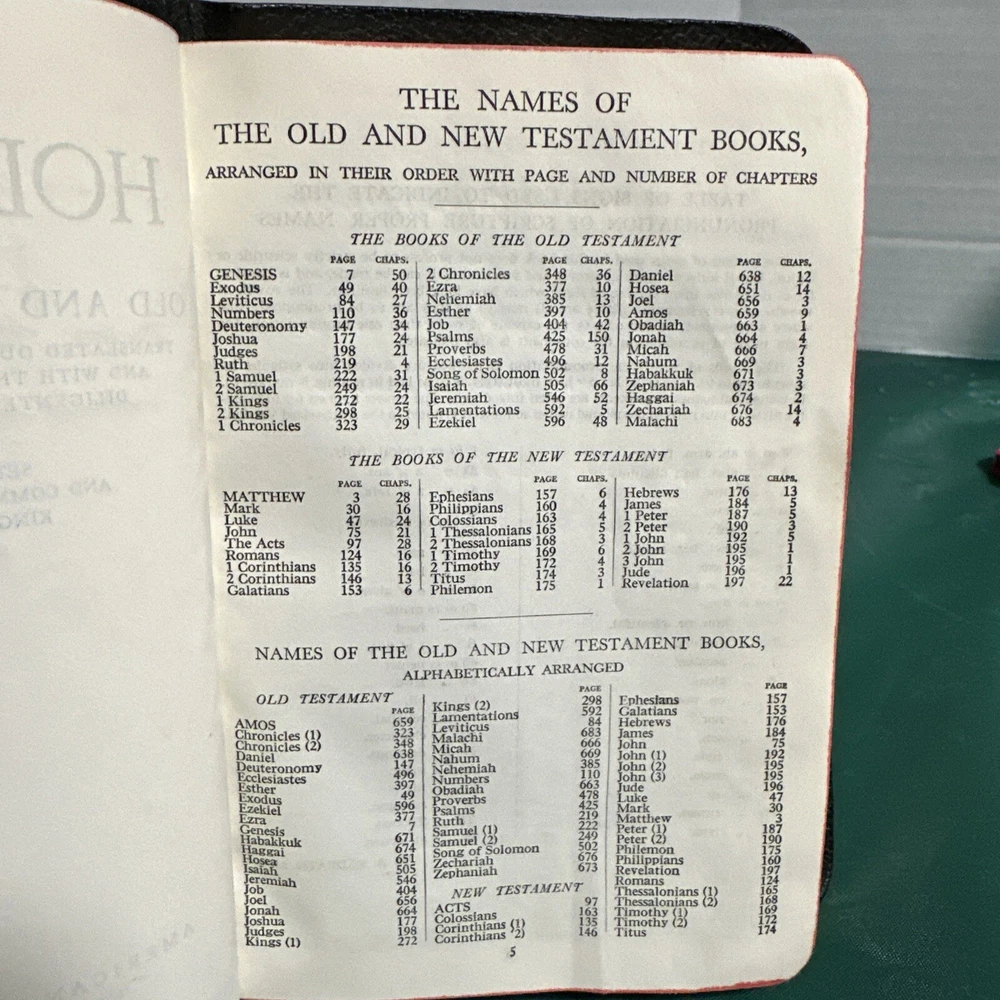 THE NAMES OF
THE OLD AND NEW TESTAMENT BOOKS,
ARRANGED IN THEIR ORDER WITH PAGE AND NUMBER OF CHAPTERS
THE BOOKS OF THE OLD TESTAMENT
PAGE CHAPS.
GENESIS 7 50
Exodus 49 40
Leviticus 84 27
Numbers 110 36
Deuteronomy 147 34
Joshua 177 24
Judges 198 21
Ruth 219 4
1 Samuel 222 31
2 Samuel 249 24
1 Kings 272 22
2 Kings 298 25
1 Chronicles 323 29
PAGE CHAPS.
2 Chronicles 348 36
Ezra 377 10
Nehemiah 385 13
Esther 397 10
Job 404 42
Psalms 425 150
Proverbs 478 31
Ecclesiastes 496 12
Song of Solomon 502 8
Isaiah 505 66
Jeremiah 546 52
Lamentations 592 5
Ezekiel 596 48
PAGE CHAPS.
Daniel 638 12
Hosea 651 14
Joel 656 3
Amos 659 9
Obadiah 663 1
Jonah 664 4
Micah 666 7
Nahum 669 3
Habakkuk 671 3
Zephaniah 673 3
Haggai 674 2
Zechariah 676 14
Malachi 683 4
THE BOOKS OF THE NEW TESTAMENT
PAGE CHAPS.
MATTHEW 3 28
Mark 30 16
Luke 47 24
John 75 21
The Acts 97 28
Romans 124 16
1 Corinthians 135 16
2 Corinthians 146 13
Galatians 153 6
PAGE CHAPS.
Ephesians 157 6
Philippians 160 4
Colossians 163 4
1 Thessalonians 165 5
2 Thessalonians 168 3
1 Timothy 169 6
2 Timothy 172 4
Titus 174 3
Philemon 175 1
PAGE CHAPS.
Hebrews 176 13
James 184 5
1 Peter 187 5
2 Peter 190 3
1 John 192 5
2 John 195 1
3 John 195 1
Jude 196 1
Revelation 197 22
NAMES OF THE OLD AND NEW TESTAMENT BOOKS,
ALPHABETICALLY ARRANGED
OLD TESTAMENT
PAGE
AMOS 659
Chronicles (1) 323
Chronicles (2) 348
Daniel 638
Deuteronomy 147
Ecclesiastes 496
Esther 397
Exodus 49
Ezekiel 596
Ezra 377
Genesis 7
Habakkuk 671
Haggai 674
Hosea 651
Isaiah 505
Jeremiah 546
Job 404
Joel 656
Jonah 664
Joshua 177
Judges 198
Kings (1) 272
PAGE
Kings (2) 298
Lamentations 592
Leviticus 84
Malachi 683
Micah 666
Nahum 669
Nehemiah 385
Numbers 110
Obadiah 663
Proverbs 478
Psalms 425
Ruth 219
Samuel (1) 222
Samuel (2) 249
Song of Solomon 502
Zechariah 676
Zephaniah 673
NEW TESTAMENT
ACTS 97
Colossians 163
Corinthians (1) 135
Corinthians (2) 146
PAGE
Ephesians 157
Galatians 153
Hebrews 176
James 184
John 75
John (1) 192
John (2) 195
John (3) 195
Jude 196
Luke 47
Mark 30
Matthew 3
Peter (1) 187
Peter (2) 190
Philemon 175
Philippians 160
Revelation 197
Romans 124
Thessalonians (1) 165
Thessalonians (2) 168
Timothy (1) 169
Timothy (2) 172
Titus 174
5